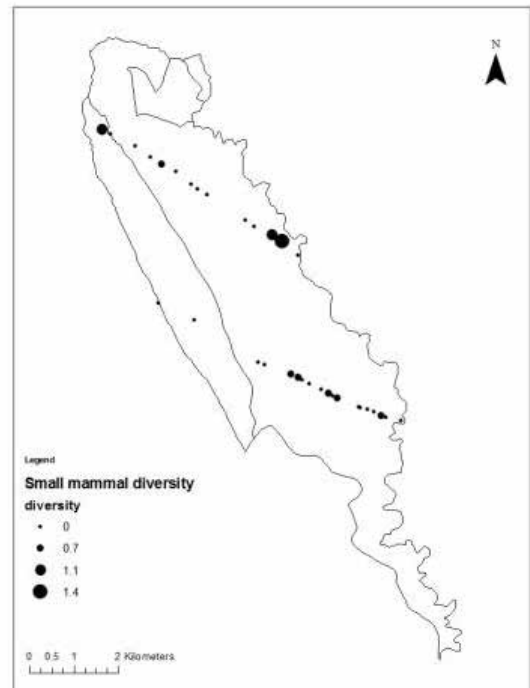 N
Legend
Small mammal diversity
diversity
0
0.7
1.1
1.4
0 0.5 1 2 Kilometers